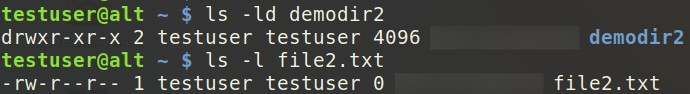 testuser@alt ~ $ ls -ld demodir2
drwxr-xr-x 2 testuser testuser 4096 demodir2
testuser@alt ~ $ ls -l file2.txt
-rw-r--r-- 1 testuser testuser 0 file2.txt